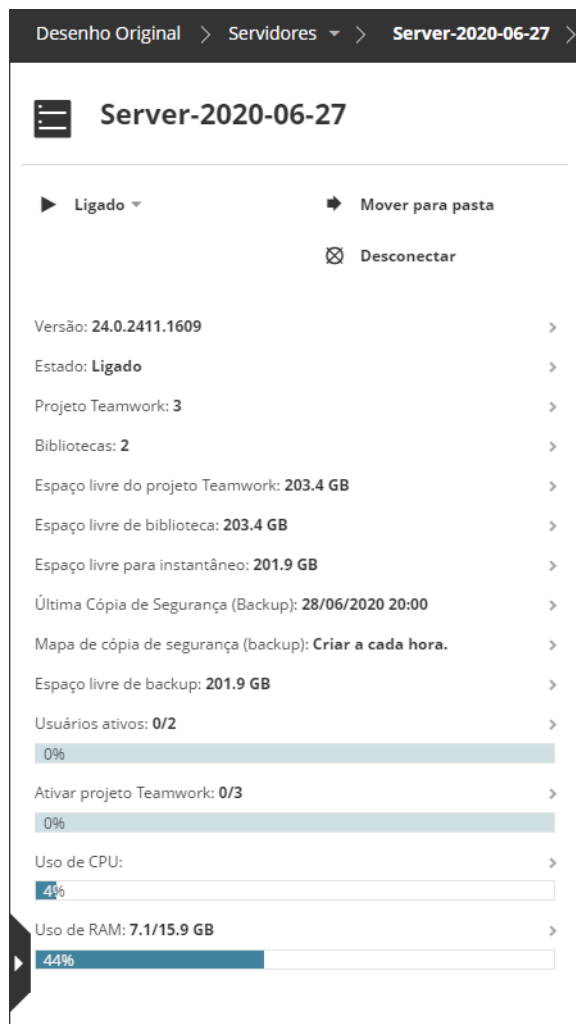 Desenho Original > Servidores > Server-2020-06-27 >
Server-2020-06-27
Ligado
Mover para pasta
Desconectar
Versão: 24.0.2411.1609
Estado: Ligado
Projeto Teamwork: 3
Bibliotecas: 2
Espaço livre do projeto Teamwork: 203.4 GB
Espaço livre de biblioteca: 203.4 GB
Espaço livre para instantâneo: 201.9 GB
Última Cópia de Segurança (Backup): 28/06/2020 20:00
Mapa de cópia de segurança (backup): Criar a cada hora.
Espaço livre de backup: 201.9 GB
Usuários ativos: 0/2
0%
Ativar projeto Teamwork: 0/3
0%
Uso de CPU:
4%
Uso de RAM: 7.1/15.9 GB
44%